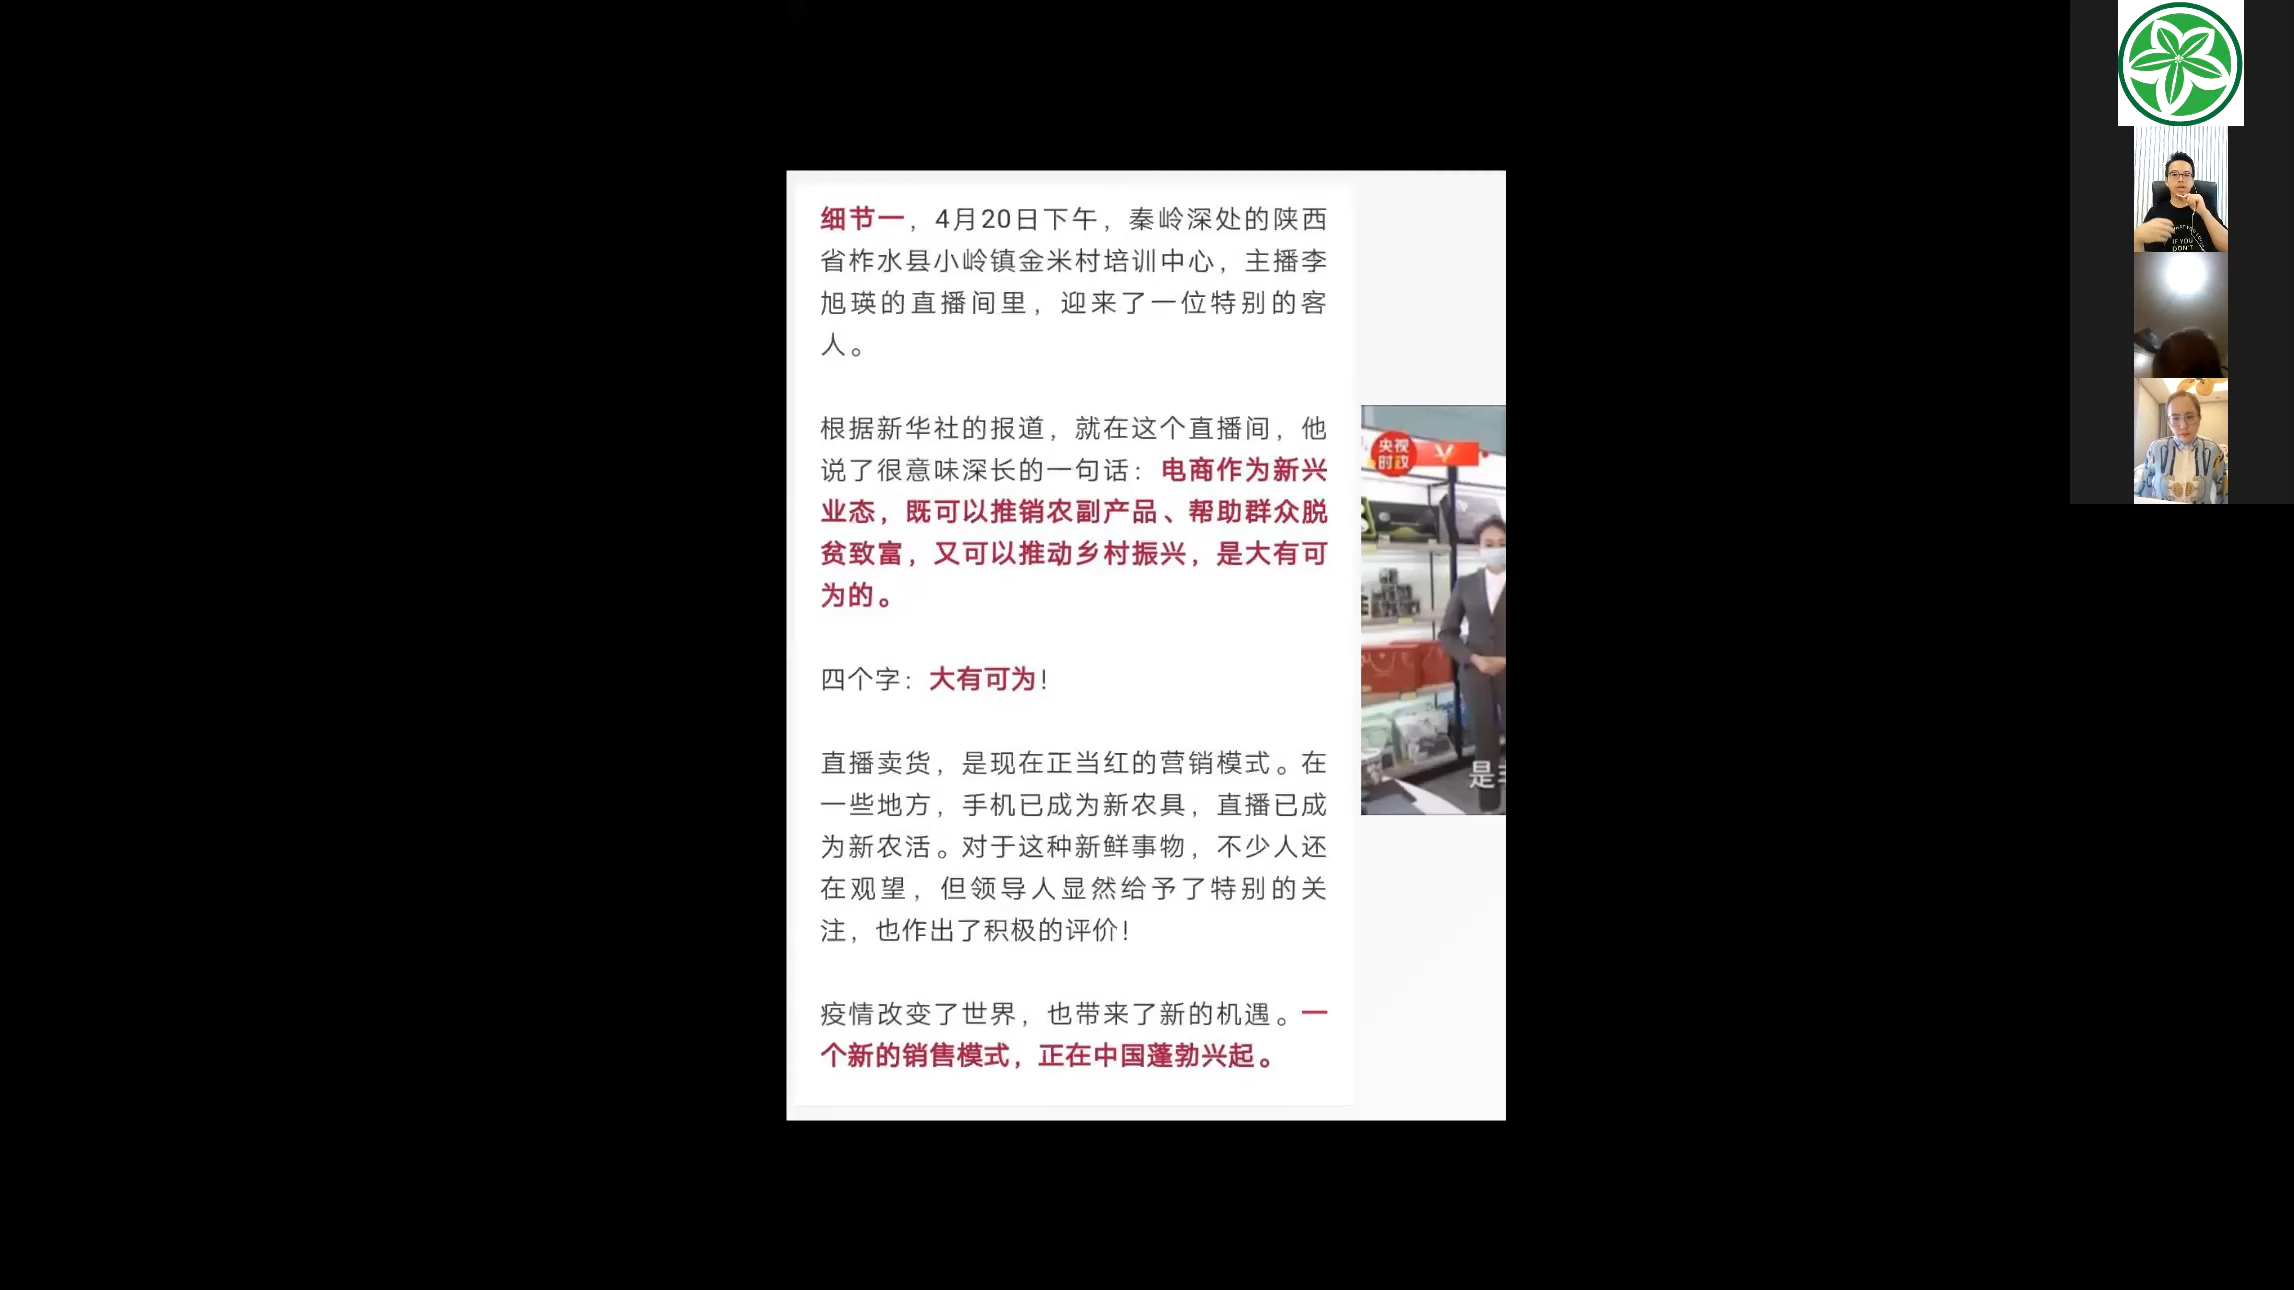 细节一，4月20日下午，秦岭深处的陕西
省柞水县小岭镇金米村培训中心，主播李
旭瑛的直播间里，迎来了一位特别的客
人。
根据新华社的报道，就在这个直播间，他
说了很意味深长的一句话：电商作为新兴
业态，既可以推销农副产品、帮助群众脱
贫致富，又可以推动乡村振兴，是大有可
为的。
四个字：大有可为！
直播卖货，是现在正当红的营销模式。在
一些地方，手机已成为新农具，直播已成
为新农活。对于这种新鲜事物，不少人还
在观望，但领导人显然给予了特别的关
注，也作出了积极的评价！
疫情改变了世界，也带来了新的机遇。一
个新的销售模式，正在中国蓬勃兴起。
央视
时政
是
IF YOU
DON'T